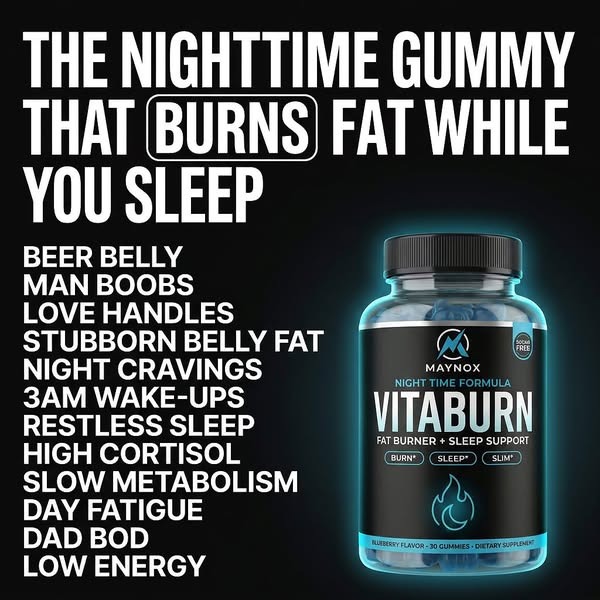 THE NIGHTTIME GUMMY
THAT BURNS FAT WHILE
YOU SLEEP
BEER BELLY
MAN BOOBS
LOVE HANDLES
STUBBORN BELLY FAT
NIGHT CRAVINGS
3AM WAKE-UPS
RESTLESS SLEEP
HIGH CORTISOL
SLOW METABOLISM
DAY FATIGUE
DAD BOD
LOW ENERGY
SUGAR
FREE
MAYNOX
NIGHT TIME FORMULA
VITABURN
FAT BURNER + SLEEP SUPPORT
BURN* SLEEP* SLIM*
BLUEBERRY FLAVOR • 30 GUMMIES • DIETARY SUPPLEMENT